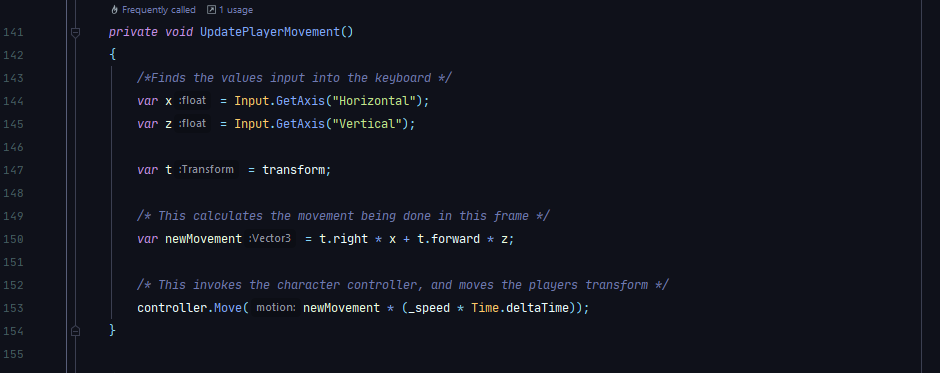 Frequently called 1 usage
141 private void UpdatePlayerMovement()
142 {
143 /*Finds the values input into the keyboard */
144 var x :float = Input.GetAxis("Horizontal");
145 var z :float = Input.GetAxis("Vertical");
146
147 var t :Transform = transform;
148
149 /* This calculates the movement being done in this frame */
150 var newMovement :Vector3 = t.right * x + t.forward * z;
151
152 /* This invokes the character controller, and moves the players transform */
153 controller.Move( motion: newMovement * (_speed * Time.deltaTime));
154 }
155